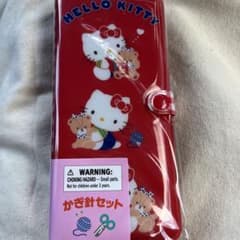 HELLO KITTY
WARNING:
CHOKING HAZARD - Small parts.
Not for children under 3 years.
かぎ針セット